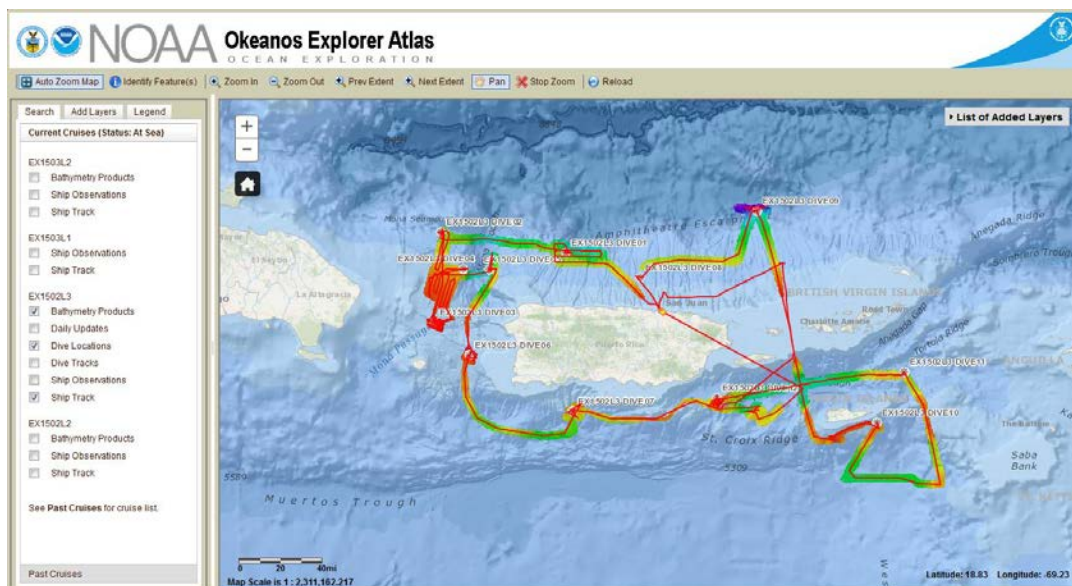 NOAA Okeanos Explorer Atlas
OCEAN EXPLORATION
Auto Zoom Map Identify Feature(s) Zoom In Zoom Out Prev Extent Next Extent Pan Stop Zoom Reload
Search Add Layers Legend
Current Cruises (Status: At Sea)
EX1503L2
Bathymetry Products
Ship Observations
Ship Track
EX1503L1
Ship Observations
Ship Track
EX1502L3
Bathymetry Products
Daily Updates
Dive Locations
Dive Tracks
Ship Observations
Ship Track
EX1502L2
Bathymetry Products
Ship Observations
Ship Track
See Past Cruises for cruise list.
Past Cruises
List of Added Layers
EX1502L3 DIVE09
EX1502L3 DIVE02
Amphitheatre
EX1502L3 DIVE01
Anegada Ridge
Sombrero Trough
EX1502L3 DIVE04
EX1502L3 DIVE08
La Altagracia
San Juan
BRITISH VIRGIN
Road Town
Charlotte Amalie
Anegada Gap
EX1502L3 DIVE03
Mona
Puerto Rico
Tortola Ridge
EX1502L3 DIVE06
EX1502L3 DIVE11
EX1502L3 DIVE07
EX1502L3 DIVE10
St. Croix Ridge
Saba
Bank
5589
5309
Muertos Trough
0 20 40mi
Map Scale is 1 : 2,311,162.217
Latitude: 18.83 Longitude: -69.23